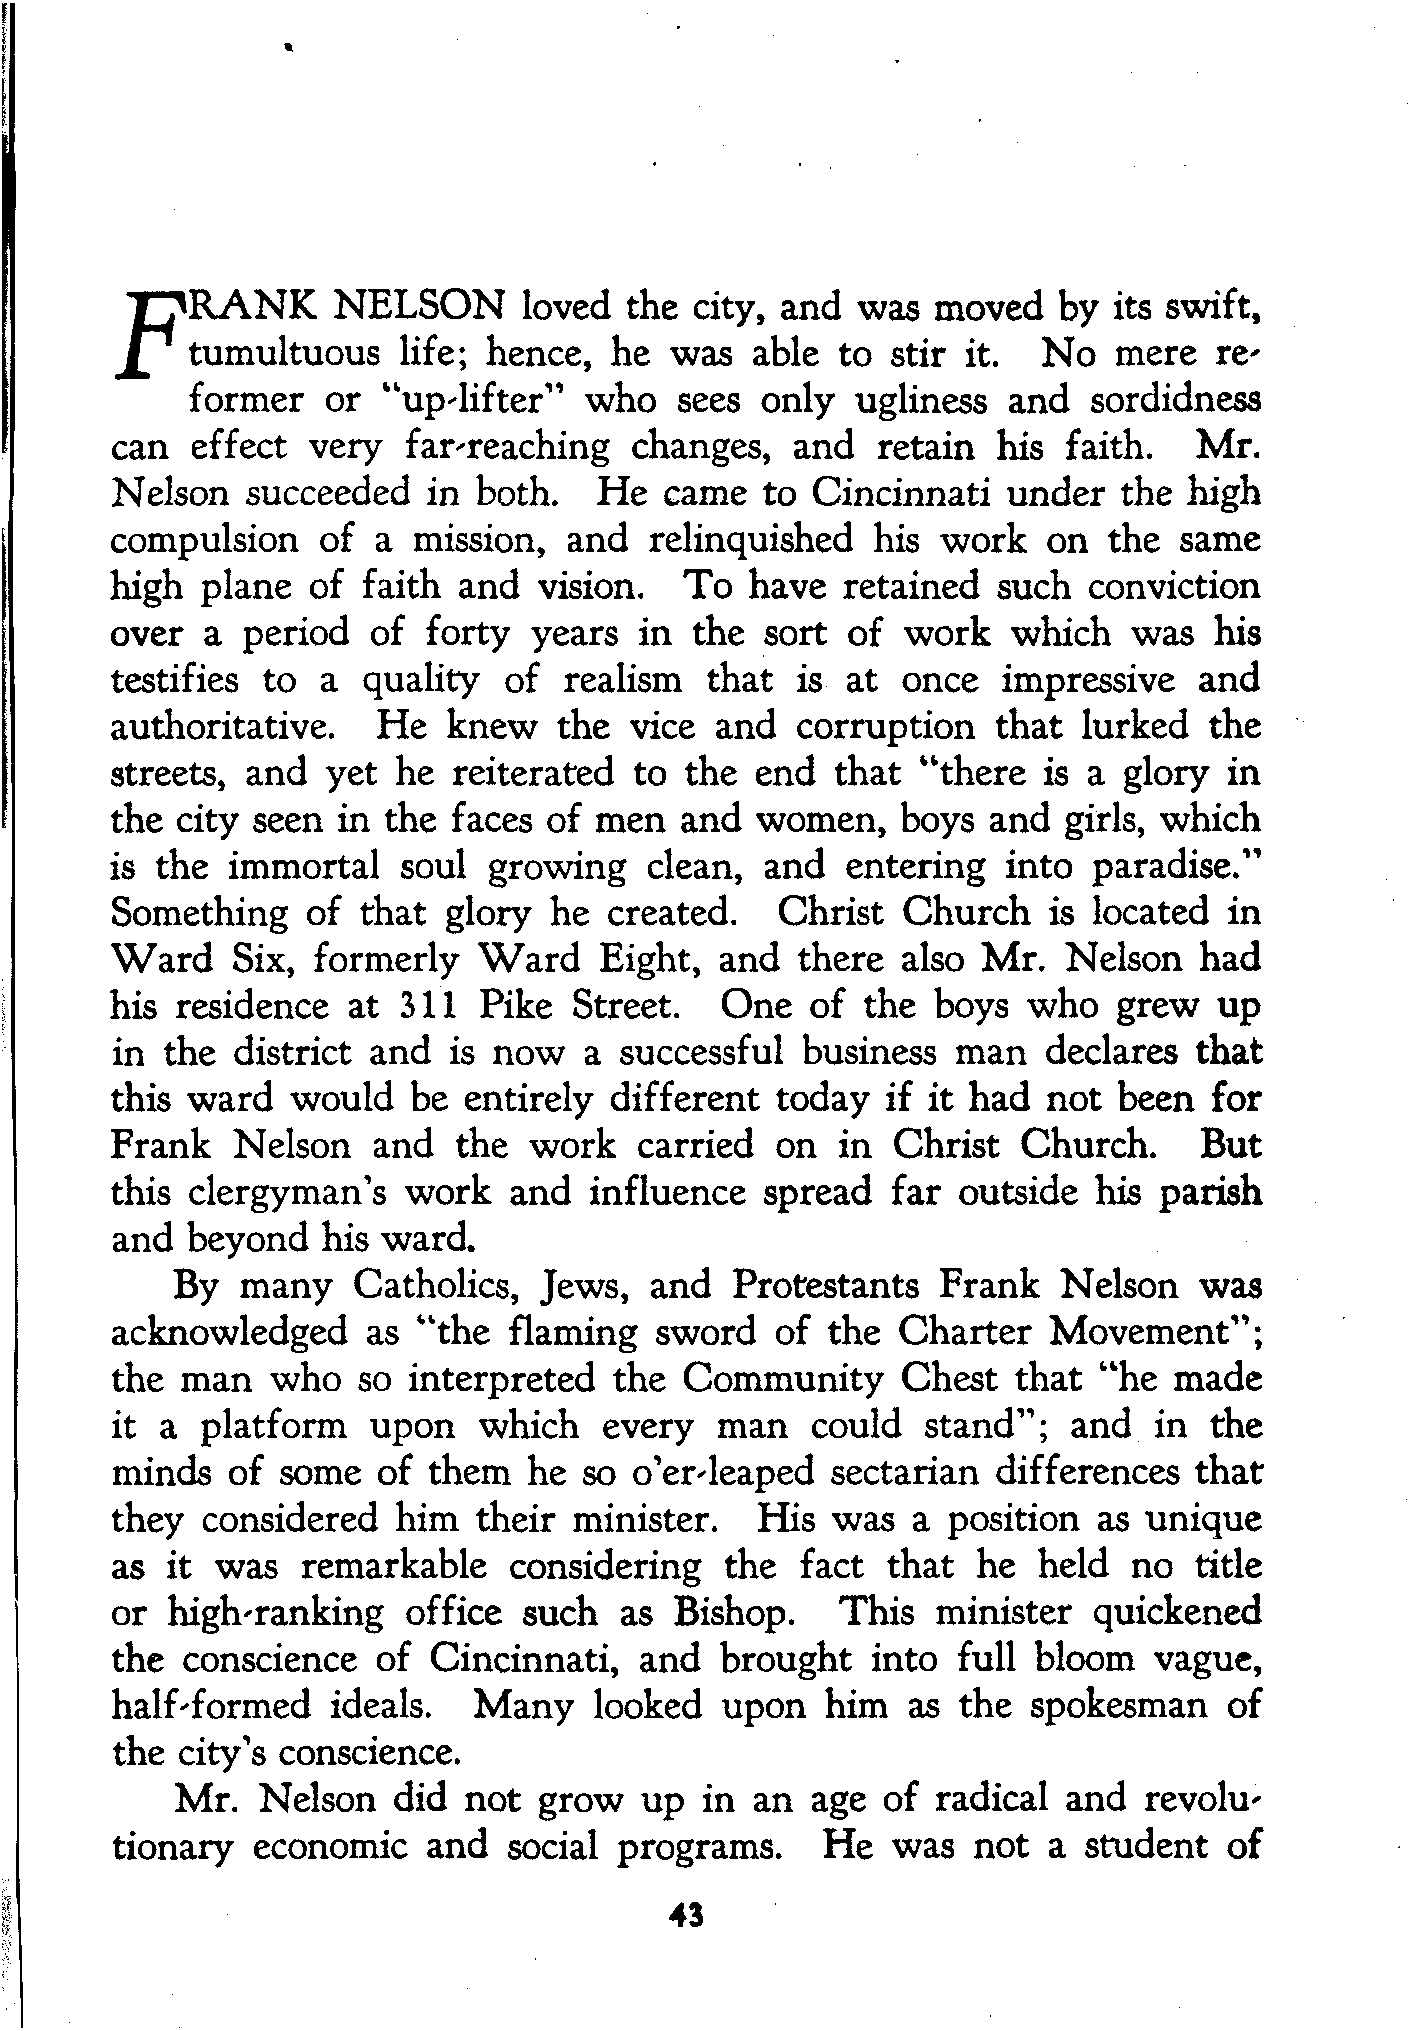 FRANK NELSON loved the city, and was moved by its swift,
tumultuous life; hence, he was able to stir it. No mere re-
former or "up-lifter" who sees only ugliness and sordidness
can effect very far-reaching changes, and retain his faith. Mr.
Nelson succeeded in both. He came to Cincinnati under the high
compulsion of a mission, and relinquished his work on the same
high plane of faith and vision. To have retained such conviction
over a period of forty years in the sort of work which was his
testifies to a quality of realism that is at once impressive and
authoritative. He knew the vice and corruption that lurked the
streets, and yet he reiterated to the end that "there is a glory in
the city seen in the faces of men and women, boys and girls, which
is the immortal soul growing clean, and entering into paradise."
Something of that glory he created. Christ Church is located in
Ward Six, formerly Ward Eight, and there also Mr. Nelson had
his residence at 311 Pike Street. One of the boys who grew up
in the district and is now a successful business man declares that
this ward would be entirely different today if it had not been for
Frank Nelson and the work carried on in Christ Church. But
this clergyman's work and influence spread far outside his parish
and beyond his ward.
By many Catholics, Jews, and Protestants Frank Nelson was
acknowledged as "the flaming sword of the Charter Movement";
the man who so interpreted the Community Chest that "he made
it a platform upon which every man could stand"; and in the
minds of some of them he so o'er-leaped sectarian differences that
they considered him their minister. His was a position as unique
as it was remarkable considering the fact that he held no title
or high-ranking office such as Bishop. This minister quickened
the conscience of Cincinnati, and brought into full bloom vague,
half-formed ideals. Many looked upon him as the spokesman of
the city's conscience.
Mr. Nelson did not grow up in an age of radical and revolu-
tionary economic and social programs. He was not a student of
43